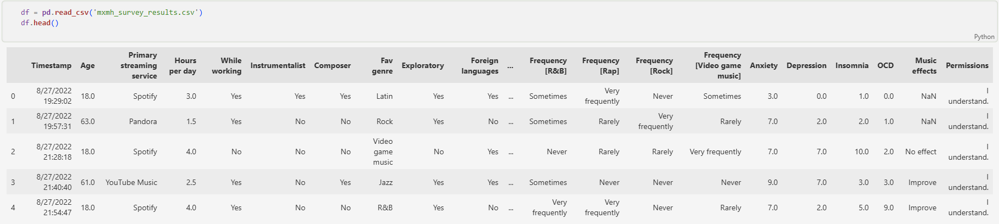 df = pd.read_csv('mxmh_survey_results.csv')
df.head()
Python
Timestamp Age Primary streaming service Hours per day While working Instrumentalist Composer Fav genre Exploratory Foreign languages ... Frequency [R&B] Frequency [Rap] Frequency [Rock] Frequency [Video game music] Anxiety Depression Insomnia OCD Music effects Permissions
0 8/27/2022 19:29:02 18.0 Spotify 3.0 Yes Yes Yes Latin Yes Yes ... Sometimes Very frequently Never Sometimes 3.0 0.0 1.0 0.0 NaN I understand.
1 8/27/2022 19:57:31 63.0 Pandora 1.5 Yes No No Rock Yes No ... Sometimes Rarely Very frequently Rarely 7.0 2.0 2.0 1.0 NaN I understand.
2 8/27/2022 21:28:18 18.0 Spotify 4.0 No No No Video game music No Yes ... Never Rarely Rarely Very frequently 7.0 7.0 10.0 2.0 No effect I understand.
3 8/27/2022 21:40:40 61.0 YouTube Music 2.5 Yes No Yes Jazz Yes Yes ... Sometimes Never Never Never 9.0 7.0 3.0 3.0 Improve I understand.
4 8/27/2022 21:54:47 18.0 Spotify 4.0 Yes No No R&B Yes No ... Very frequently Very frequently Never Rarely 7.0 2.0 5.0 9.0 Improve I understand.